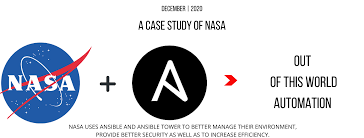 DECEMBER | 2020
A CASE STUDY OF NASA
NASA
+
A
OUT
OF THIS WORLD
AUTOMATION
NASA USES ANSIBLE AND ANSIBLE TOWER TO BETTER MANAGE THEIR ENVIRONMENT,
PROVIDE BETTER SECURITY AS WELL AS TO INCREASE EFFICIENCY.